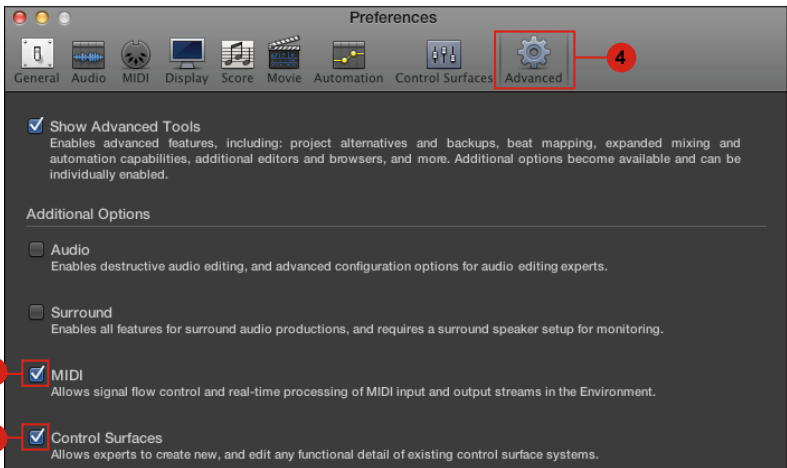 Preferences
General Audio MIDI Display Score Movie Automation Control Surfaces Advanced
4
Show Advanced Tools
Enables advanced features, including: project alternatives and backups, beat mapping, expanded mixing and
automation capabilities, additional editors and browsers, and more. Additional options become available and can be
individually enabled.
Additional Options
Audio
Enables destructive audio editing, and advanced configuration options for audio editing experts.
Surround
Enables all features for surround audio productions, and requires a surround speaker setup for monitoring.
MIDI
Allows signal flow control and real-time processing of MIDI input and output streams in the Environment.
Control Surfaces
Allows experts to create new, and edit any functional detail of existing control surface systems.